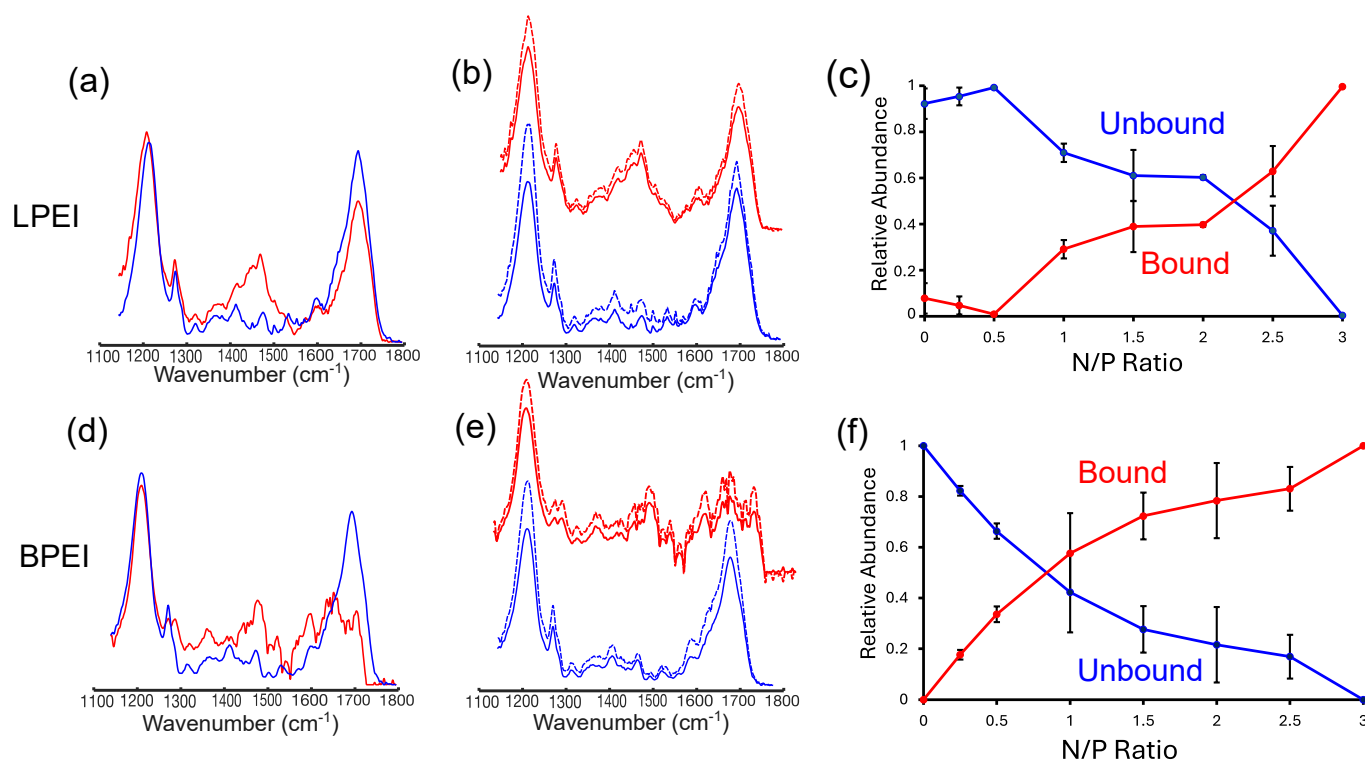 (a)
(b)
(c)
LPEI
1100 1200 1300 1400 1500 1600 1700 1800
Wavenumber (cm-1)
1100 1200 1300 1400 1500 1600 1700 1800
Wavenumber (cm-1)
1
0.8
0.6
0.4
0.2
0
Relative Abundance
Unbound
Bound
0 0.5 1 1.5 2 2.5 3
N/P Ratio
(d)
(e)
(f)
BPEI
1100 1200 1300 1400 1500 1600 1700 1800
Wavenumber (cm-1)
1100 1200 1300 1400 1500 1600 1700 1800
Wavenumber (cm-1)
1
0.8
0.6
0.4
0.2
0
Relative Abundance
Bound
Unbound
0 0.5 1 1.5 2 2.5 3
N/P Ratio